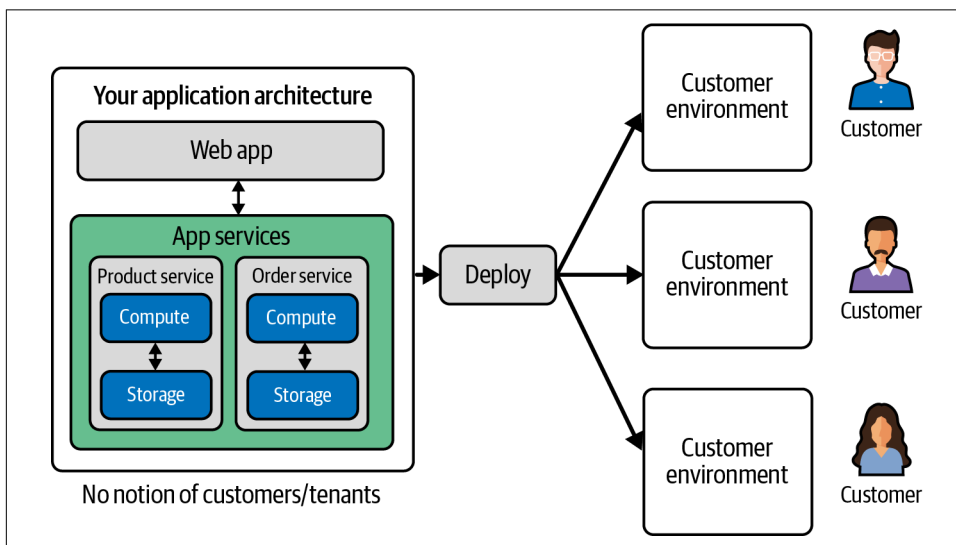 Your application architecture
Web app
App services
Product service
Compute
Storage
Order service
Compute
Storage
No notion of customers/tenants
Deploy
Customer
environment
Customer
Customer
environment
Customer
Customer
environment
Customer